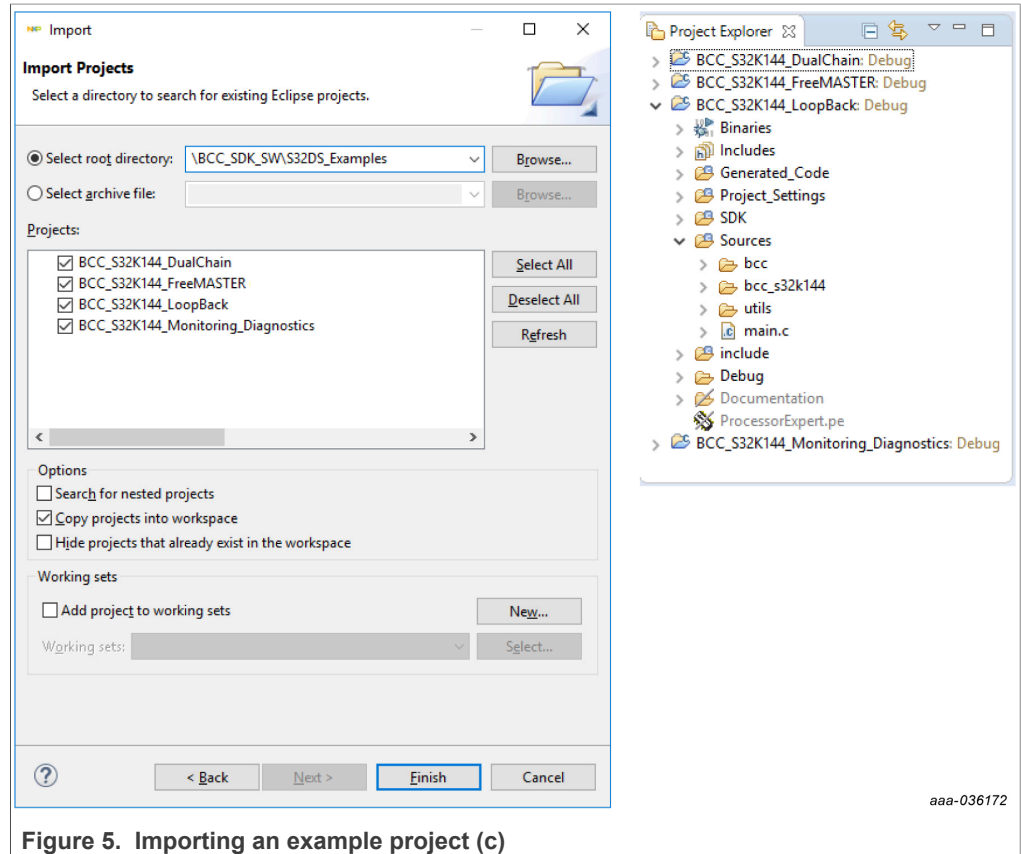 NXP Import
Import Projects
Select a directory to search for existing Eclipse projects.
Select root directory: \BCC_SDK_SW\S32DS_Examples Browse...
Select archive file: Browse...
Projects:
BCC_S32K144_DualChain
BCC_S32K144_FreeMASTER
BCC_S32K144_LoopBack
BCC_S32K144_Monitoring_Diagnostics
Select All
Deselect All
Refresh
Options
Search for nested projects
Copy projects into workspace
Hide projects that already exist in the workspace
Working sets
Add project to working sets New...
Working sets: Select...
? < Back Next > Finish Cancel
Project Explorer
BCC_S32K144_DualChain: Debug
BCC_S32K144_FreeMASTER: Debug
BCC_S32K144_LoopBack: Debug
Binaries
Includes
Generated_Code
Project_Settings
SDK
Sources
bcc
bcc_s32k144
utils
main.c
include
Debug
Documentation
ProcessorExpert.pe
BCC_S32K144_Monitoring_Diagnostics: Debug
aaa-036172
Figure 5. Importing an example project (c)